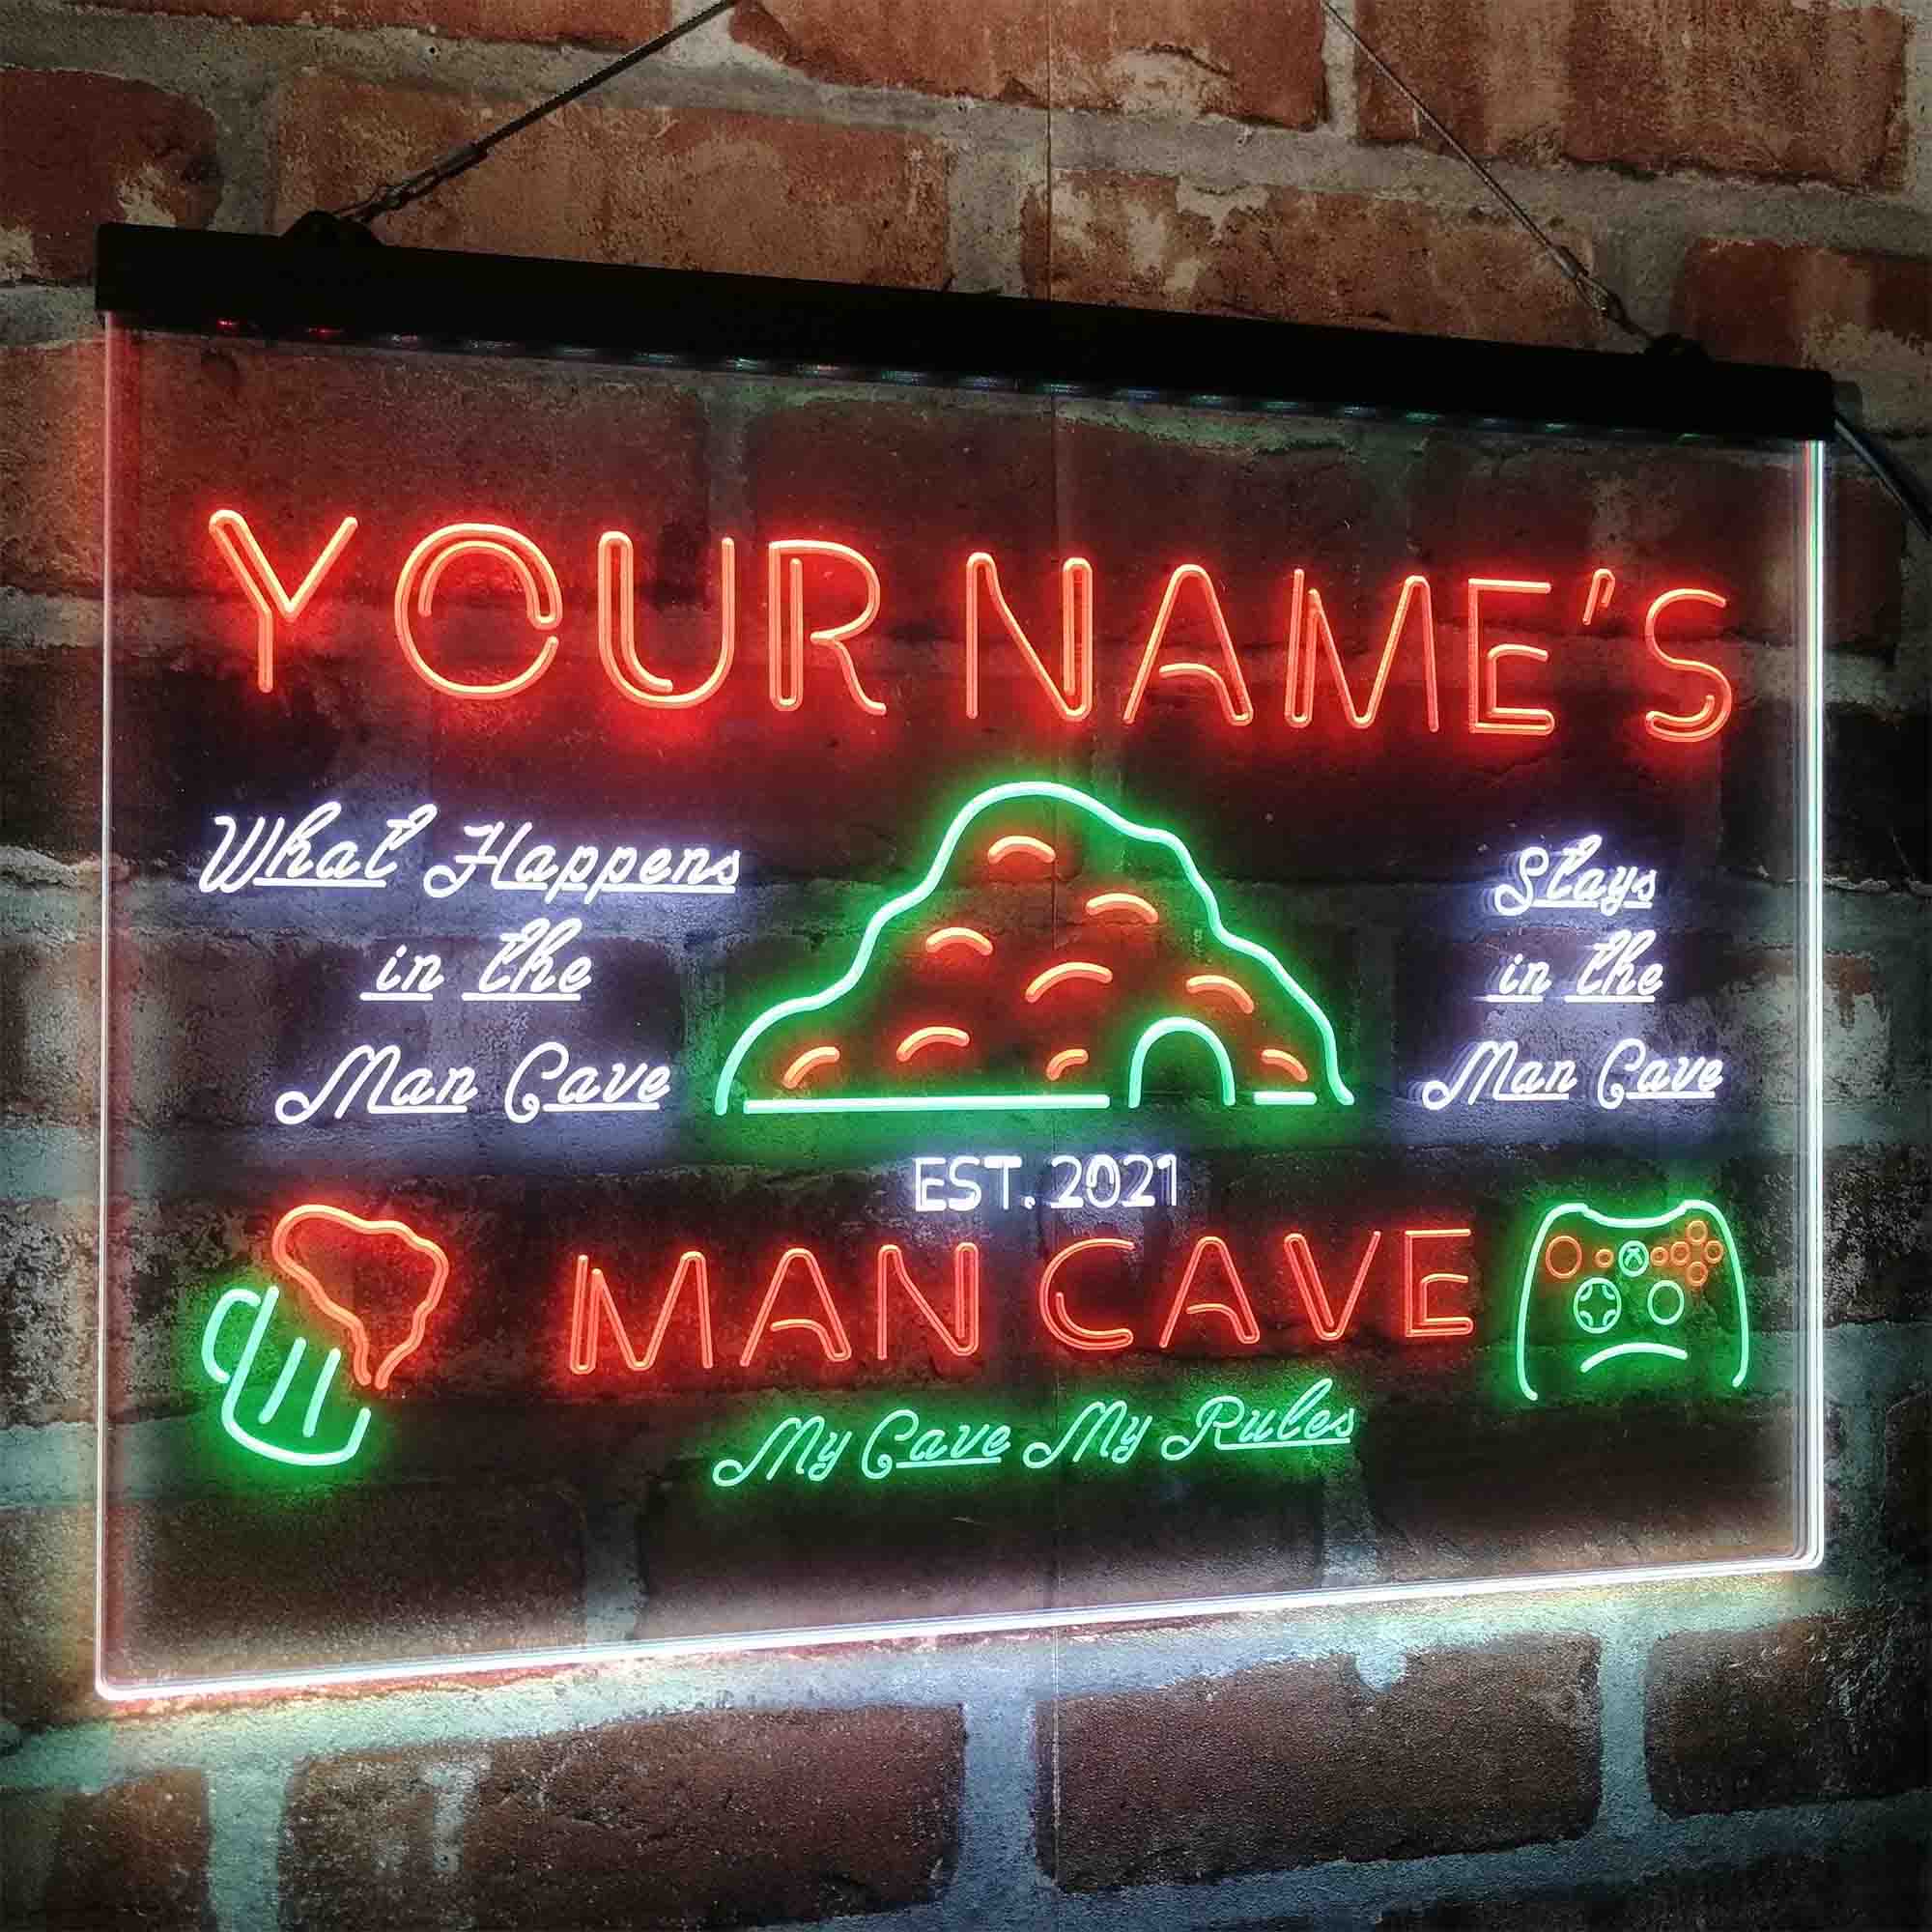 YOUR NAME'S
What Happens
in the
Man Cave
Stays
in the
Man Cave
EST. 2021
MAN CAVE
My Cave My Rules